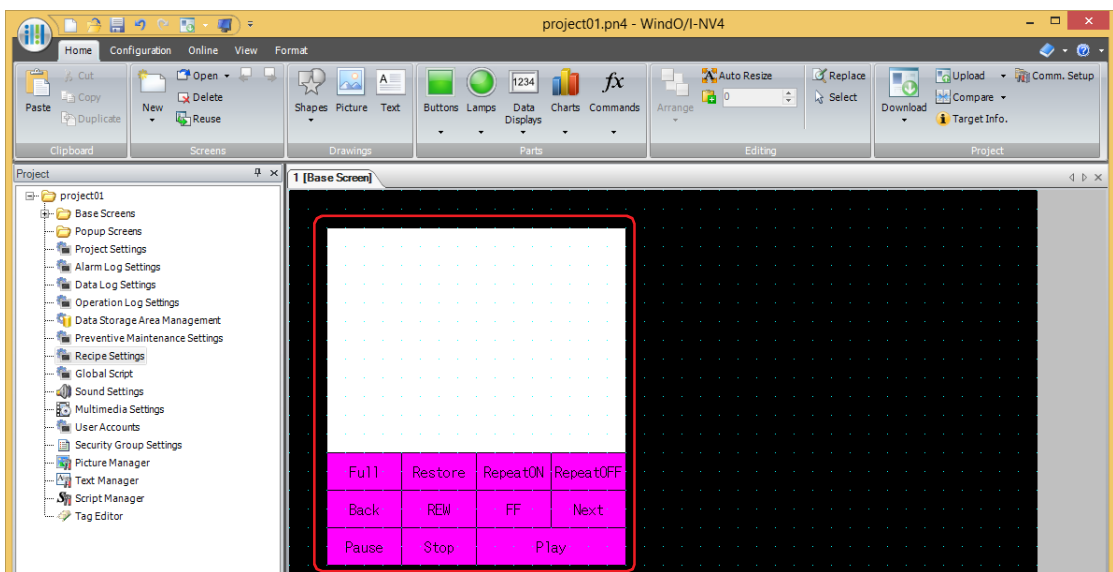 project01.pn4 - WindO/I-NV4
Home Configuration Online View Format
Paste
Cut
Copy
Duplicate
Clipboard
New
Open
Delete
Reuse
Screens
Shapes Picture Text
Drawings
Buttons Lamps Data Displays Charts Commands
1234
fx
Parts
Arrange
Auto Resize
0
Replace
Select
Editing
Download
Upload
Compare
Target Info.
Comm. Setup
Project
Project
project01
Base Screens
Popup Screens
Project Settings
Alarm Log Settings
Data Log Settings
Operation Log Settings
Data Storage Area Management
Preventive Maintenance Settings
Recipe Settings
Global Script
Sound Settings
Multimedia Settings
User Accounts
Security Group Settings
Picture Manager
Text Manager
Script Manager
Tag Editor
1 [Base Screen]
Full Restore RepeatON RepeatOFF
Back REW FF Next
Pause Stop Play